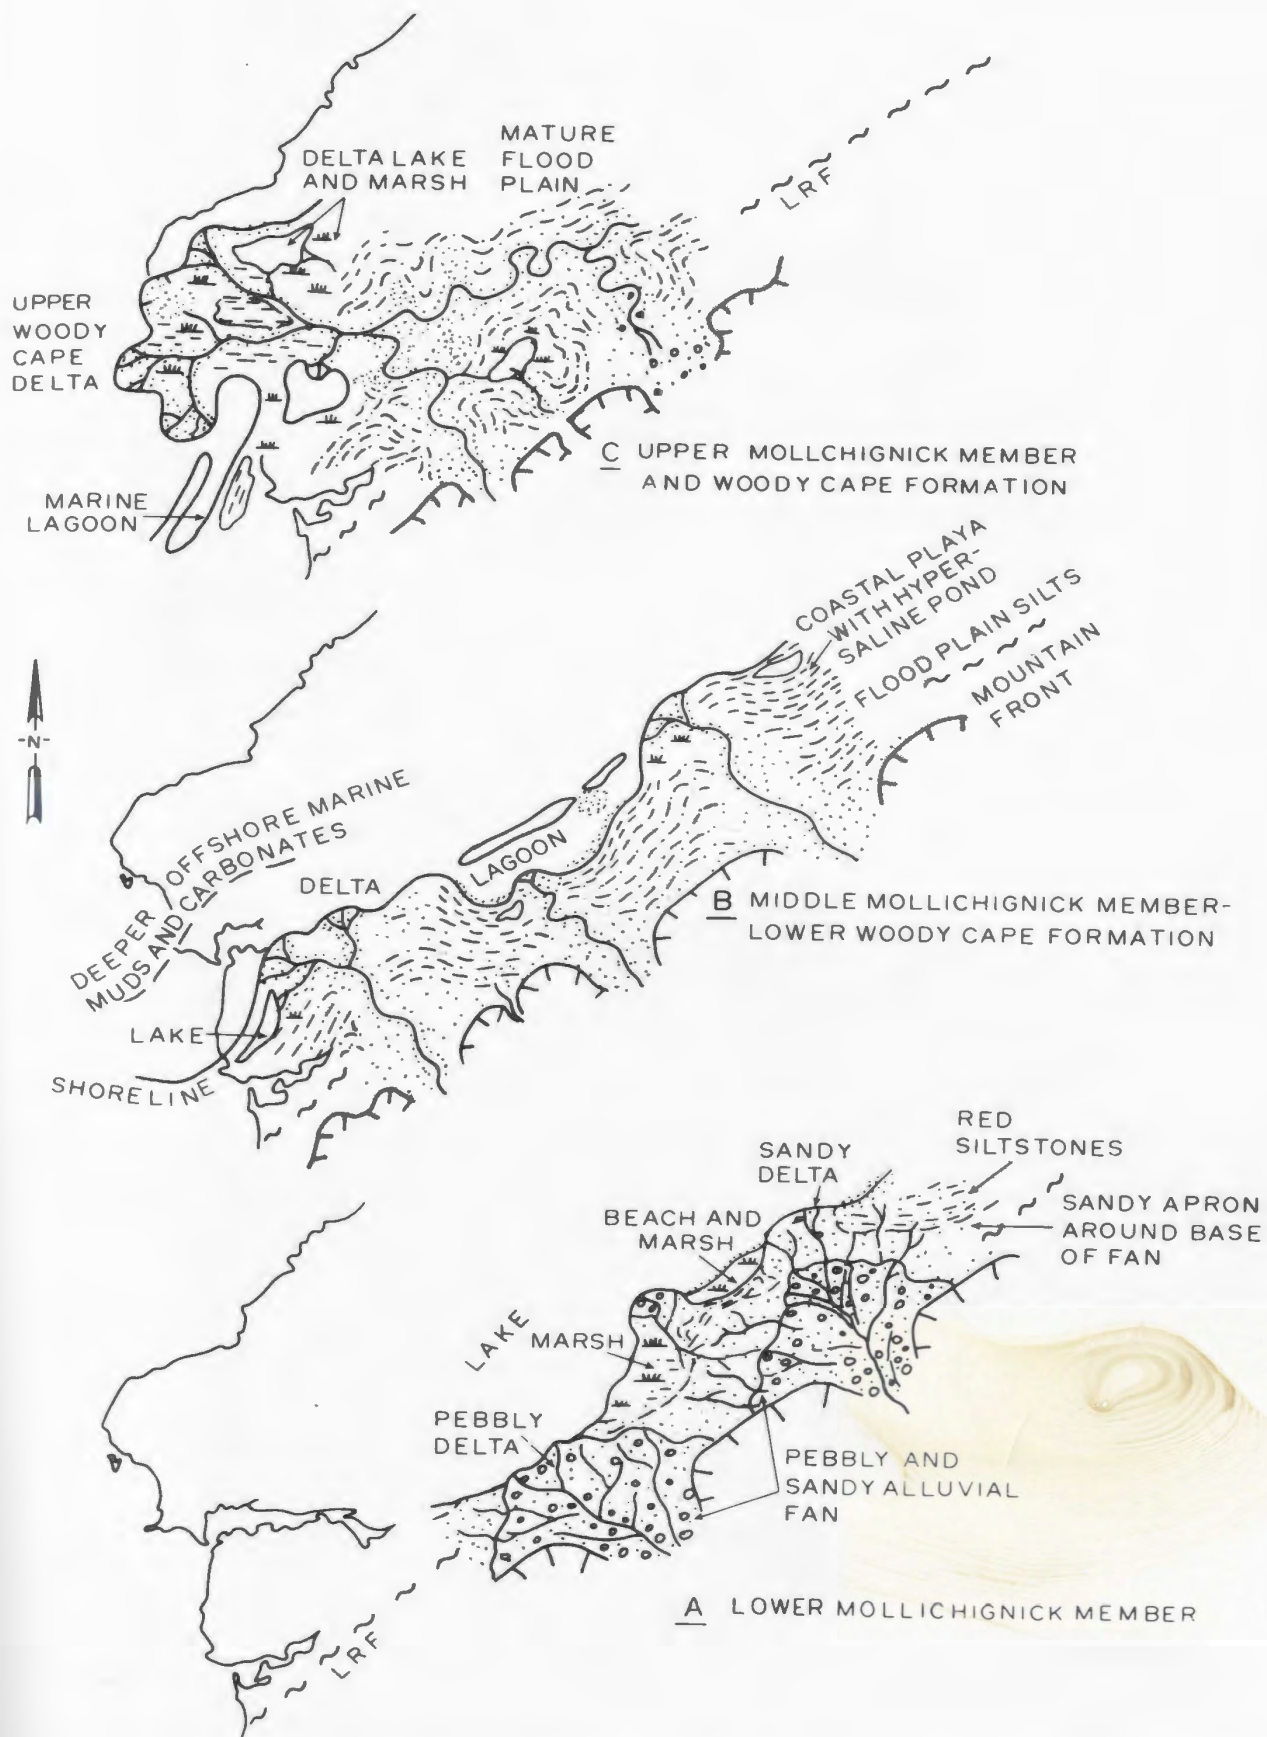 MATURE
FLOOD
PLAIN
DELTA LAKE
AND MARSH
LRF
UPPER
WOODY
CAPE
DELTA
C UPPER MOLLCHIGNICK MEMBER
AND WOODY CAPE FORMATION
MARINE
LAGOON
COASTAL PLAYA
WITH HYPER-
SALINE POND
FLOOD PLAIN SILTS
MOUNTAIN
FRONT
-N-
OFFSHORE MARINE
DEEPER
MUDS AND CARBONATES
DELTA
LAGOON
B MIDDLE MOLLICHIGNICK MEMBER-
LOWER WOODY CAPE FORMATION
LAKE
SHORELINE
RED
SILTSTONES
SANDY
DELTA
SANDY APRON
AROUND BASE
OF FAN
BEACH AND
MARSH
LAKE
MARSH
PEBBLY
DELTA
PEBBLY AND
SANDY ALLUVIAL
FAN
A LOWER MOLLICHIGNICK MEMBER
LRF